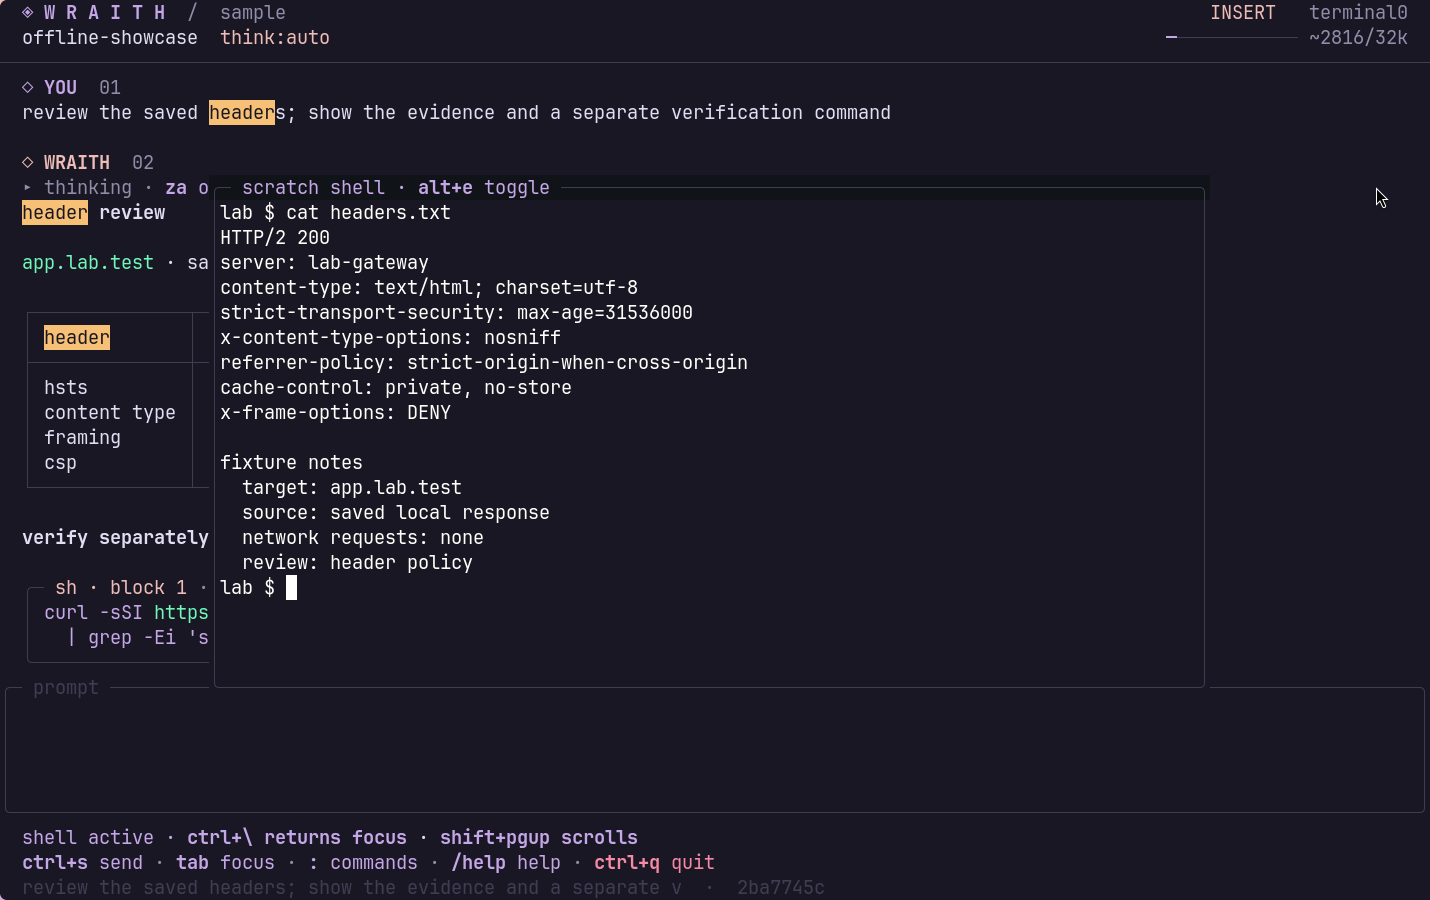 ◈ W R A I T H / sample INSERT terminal0
offline-showcase think:auto ~2816/32k
◇ YOU 01
review the saved headers; show the evidence and a separate verification command
◇ WRAITH 02
▸ thinking · za o
header review
app.lab.test · sa
header
hsts
content type
framing
csp
verify separately
sh · block 1 ·
curl -sSI https
| grep -Ei 's
scratch shell · alt+e toggle
lab $ cat headers.txt
HTTP/2 200
server: lab-gateway
content-type: text/html; charset=utf-8
strict-transport-security: max-age=31536000
x-content-type-options: nosniff
referrer-policy: strict-origin-when-cross-origin
cache-control: private, no-store
x-frame-options: DENY
fixture notes
target: app.lab.test
source: saved local response
network requests: none
review: header policy
lab $
prompt
shell active · ctrl+\ returns focus · shift+pgup scrolls
ctrl+s send · tab focus · : commands · /help help · ctrl+q quit
review the saved headers; show the evidence and a separate v · 2ba7745c